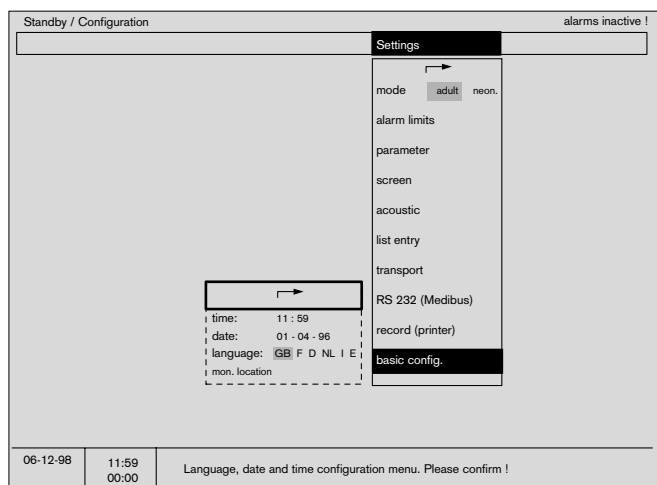 Standby / Configuration alarms inactive !
Settings
mode adult neon.
alarm limits
parameter
screen
acoustic
list entry
transport
RS 232 (Medibus)
record (printer)
basic config.
time: 11 : 59
date: 01 - 04 - 96
language: GB F D NL I E
mon. location
06-12-98
11:59
00:00
Language, date and time configuration menu. Please confirm !